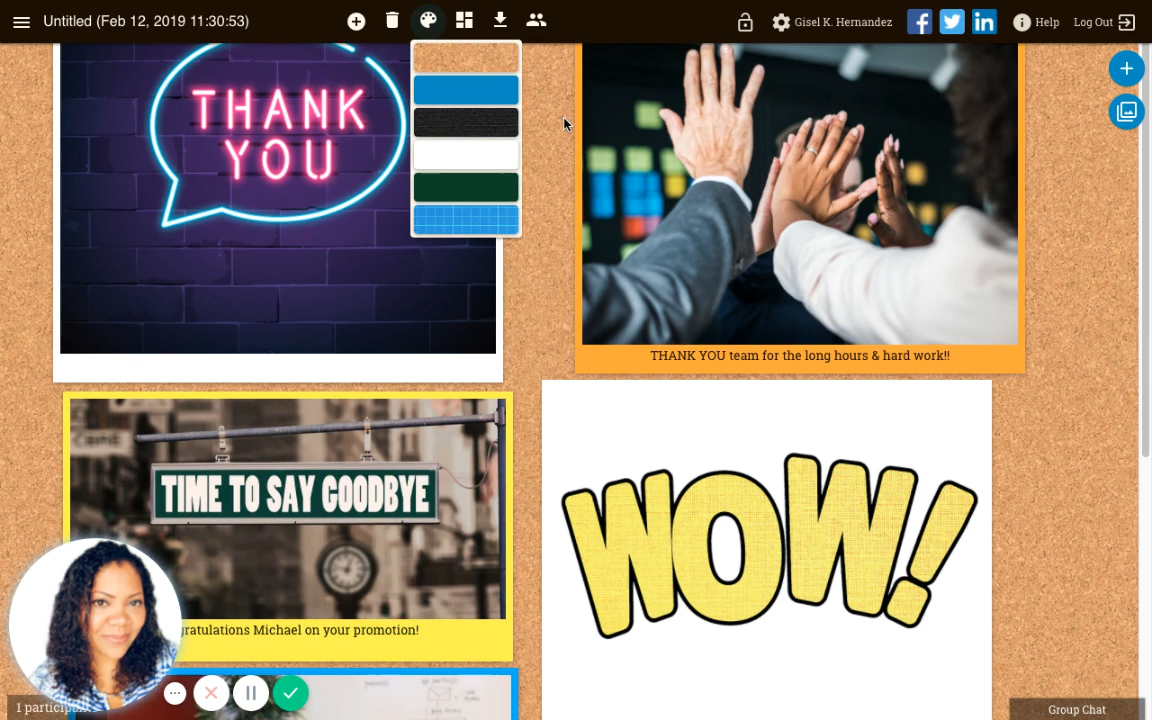 Untitled (Feb 12, 2019 11:30:53)
Gisel K. Hernandez
Help
Log Out
THANK
YOU
THANK YOU team for the long hours & hard work!!
TIME TO SAY GOODBYE
gratulations Michael on your promotion!
WOW!
1 particip
Group Chat